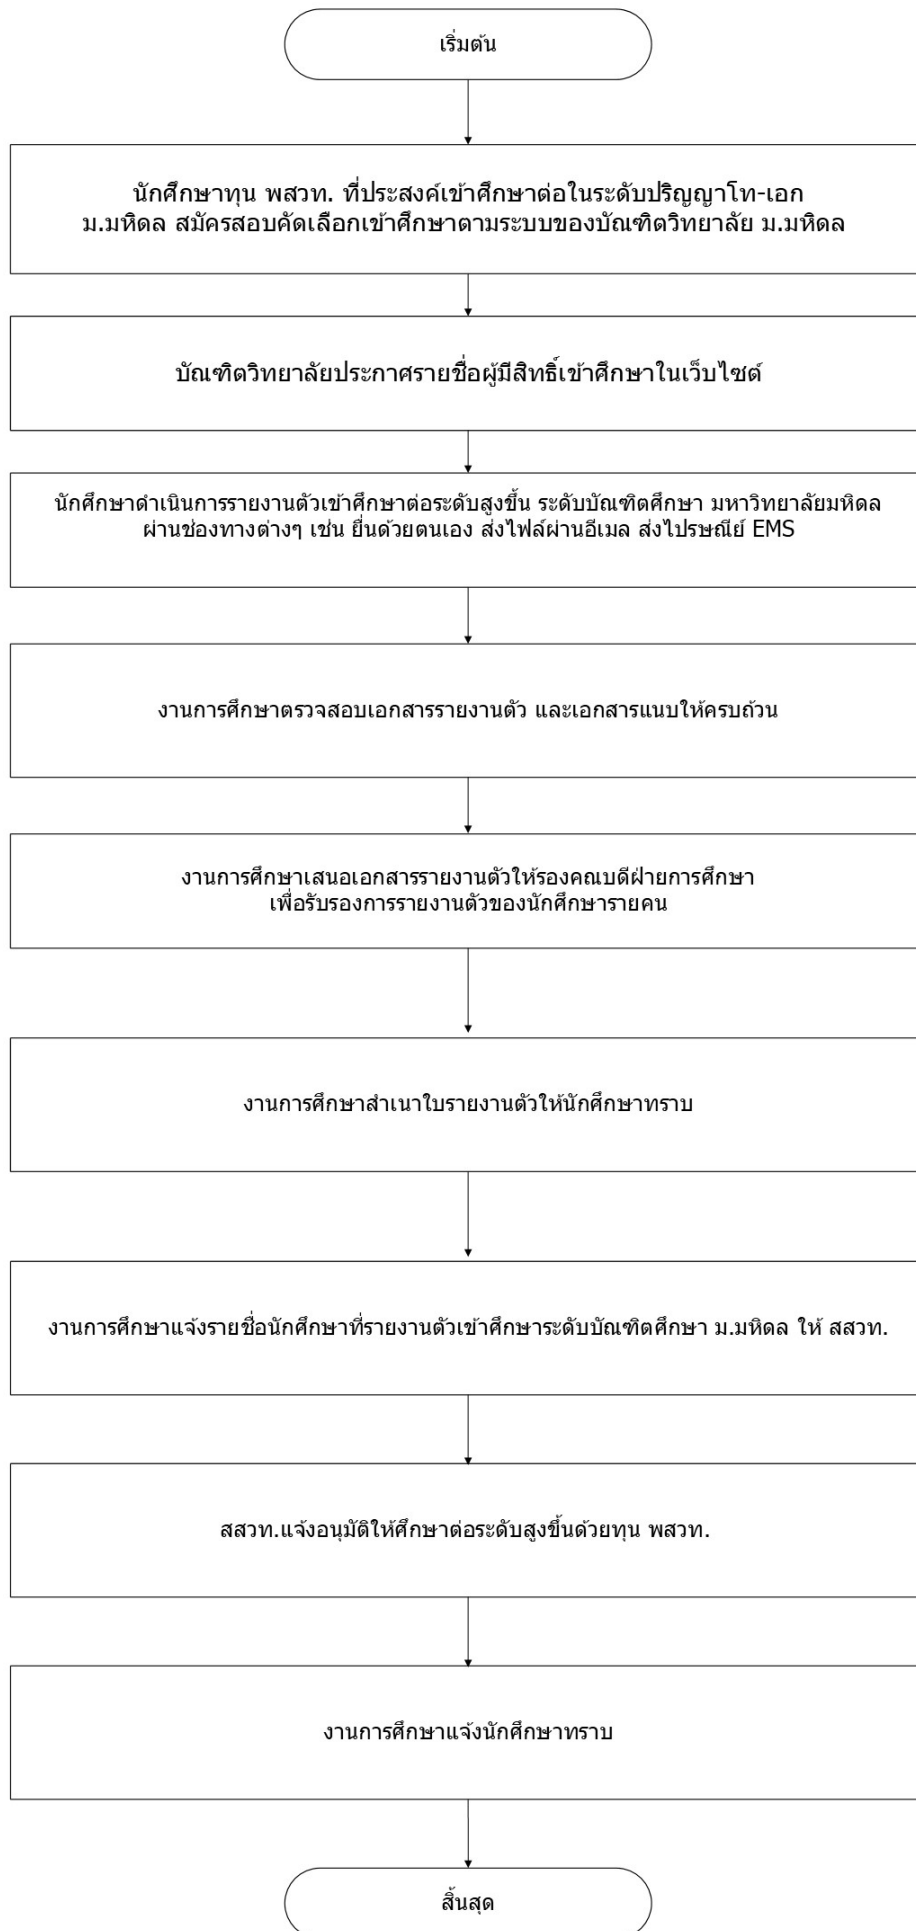 เริ่มต้น
นักศึกษาทุน พสวท. ที่ประสงค์เข้าศึกษาต่อในระดับปริญญาโท-เอก
ม.มหิดล สมัครสอบคัดเลือกเข้าศึกษาตามระบบของบัณฑิตวิทยาลัย ม.มหิดล
บัณฑิตวิทยาลัยประกาศรายชื่อผู้มีสิทธิ์เข้าศึกษาในเว็บไซต์
นักศึกษาดำเนินการรายงานตัวเข้าศึกษาต่อระดับสูงขึ้น ระดับบัณฑิตศึกษา มหาวิทยาลัยมหิดล
ผ่านช่องทางต่างๆ เช่น ยื่นด้วยตนเอง ส่งไฟล์ผ่านอีเมล ส่งไปรษณีย์ EMS
งานการศึกษาตรวจสอบเอกสารรายงานตัว และเอกสารแนบให้ครบถ้วน
งานการศึกษาเสนอเอกสารรายงานตัวให้รองคณบดีฝ่ายการศึกษา
เพื่อรับรองการรายงานตัวของนักศึกษารายคน
งานการศึกษาสำเนาใบรายงานตัวให้นักศึกษาทราบ
งานการศึกษาแจ้งรายชื่อนักศึกษาที่รายงานตัวเข้าศึกษาระดับบัณฑิตศึกษา ม.มหิดล ให้ สสวท.
สสวท.แจ้งอนุมัติให้ศึกษาต่อระดับสูงขึ้นด้วยทุน พสวท.
งานการศึกษาแจ้งนักศึกษาทราบ
สิ้นสุด